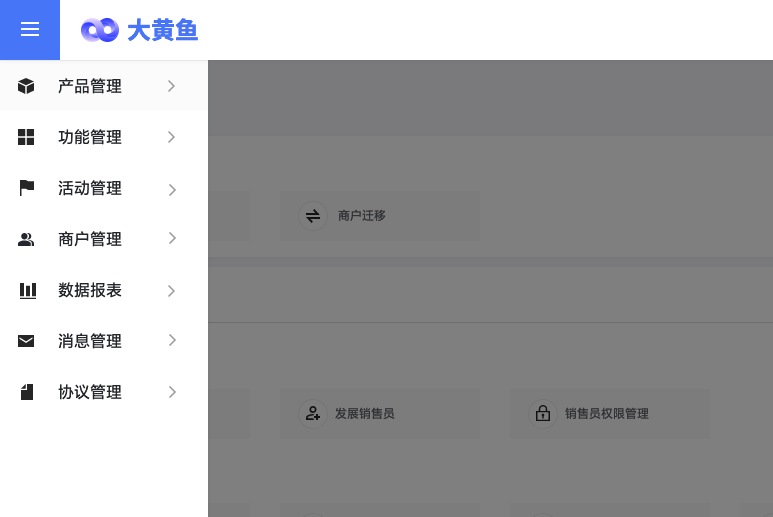 大黄鱼
产品管理
功能管理
活动管理
商户迁移
商户管理
数据报表
消息管理
协议管理
发展销售员
销售员权限管理